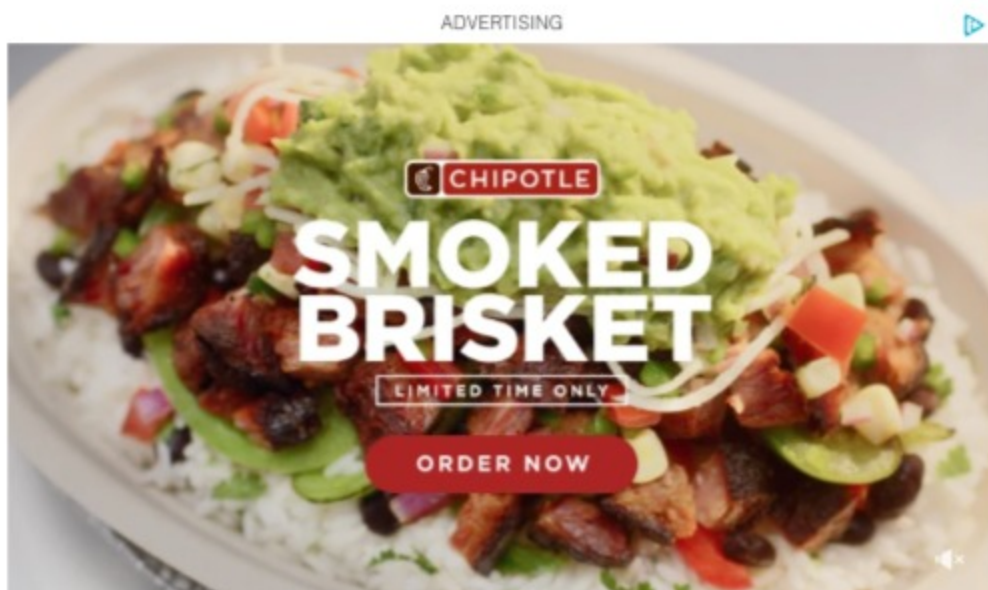 ADVERTISING
CHIPOTLE
SMOKED
BRISKET
LIMITED TIME ONLY
ORDER NOW